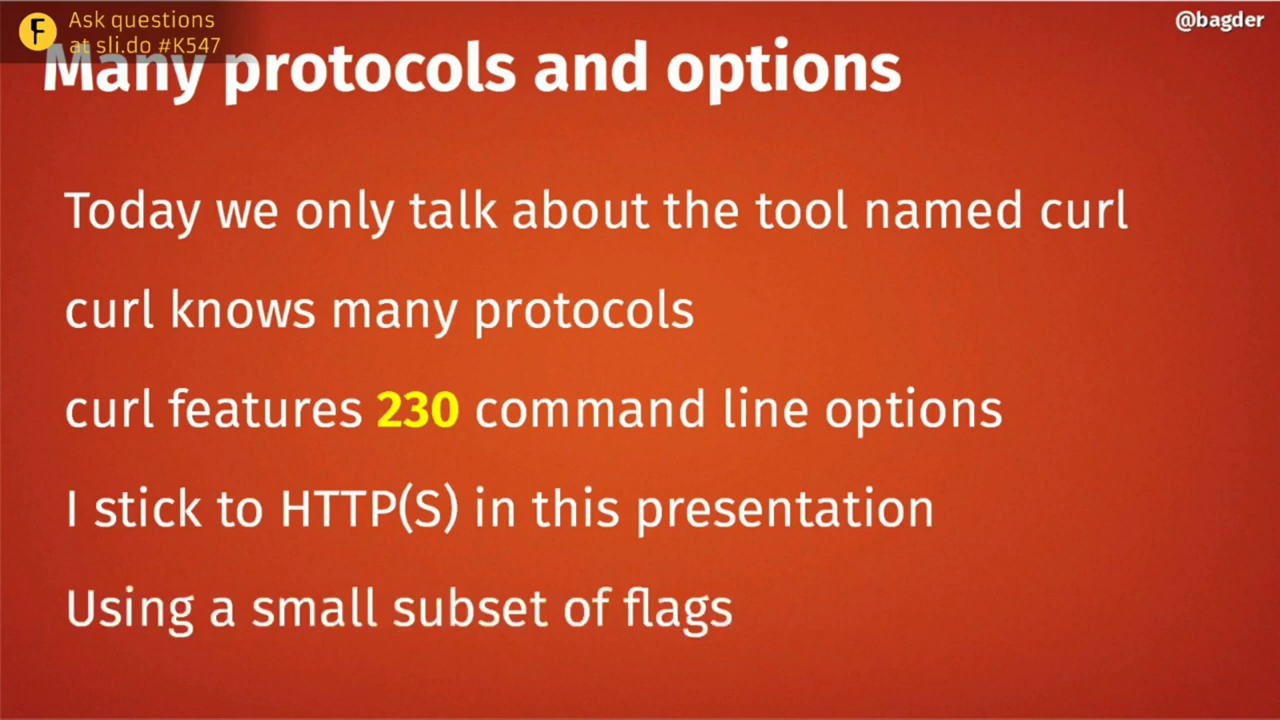 Ask questions
at sli.do #K547
@bagder
Many protocols and options
Today we only talk about the tool named curl
curl knows many protocols
curl features 230 command line options
I stick to HTTP(S) in this presentation
Using a small subset of flags